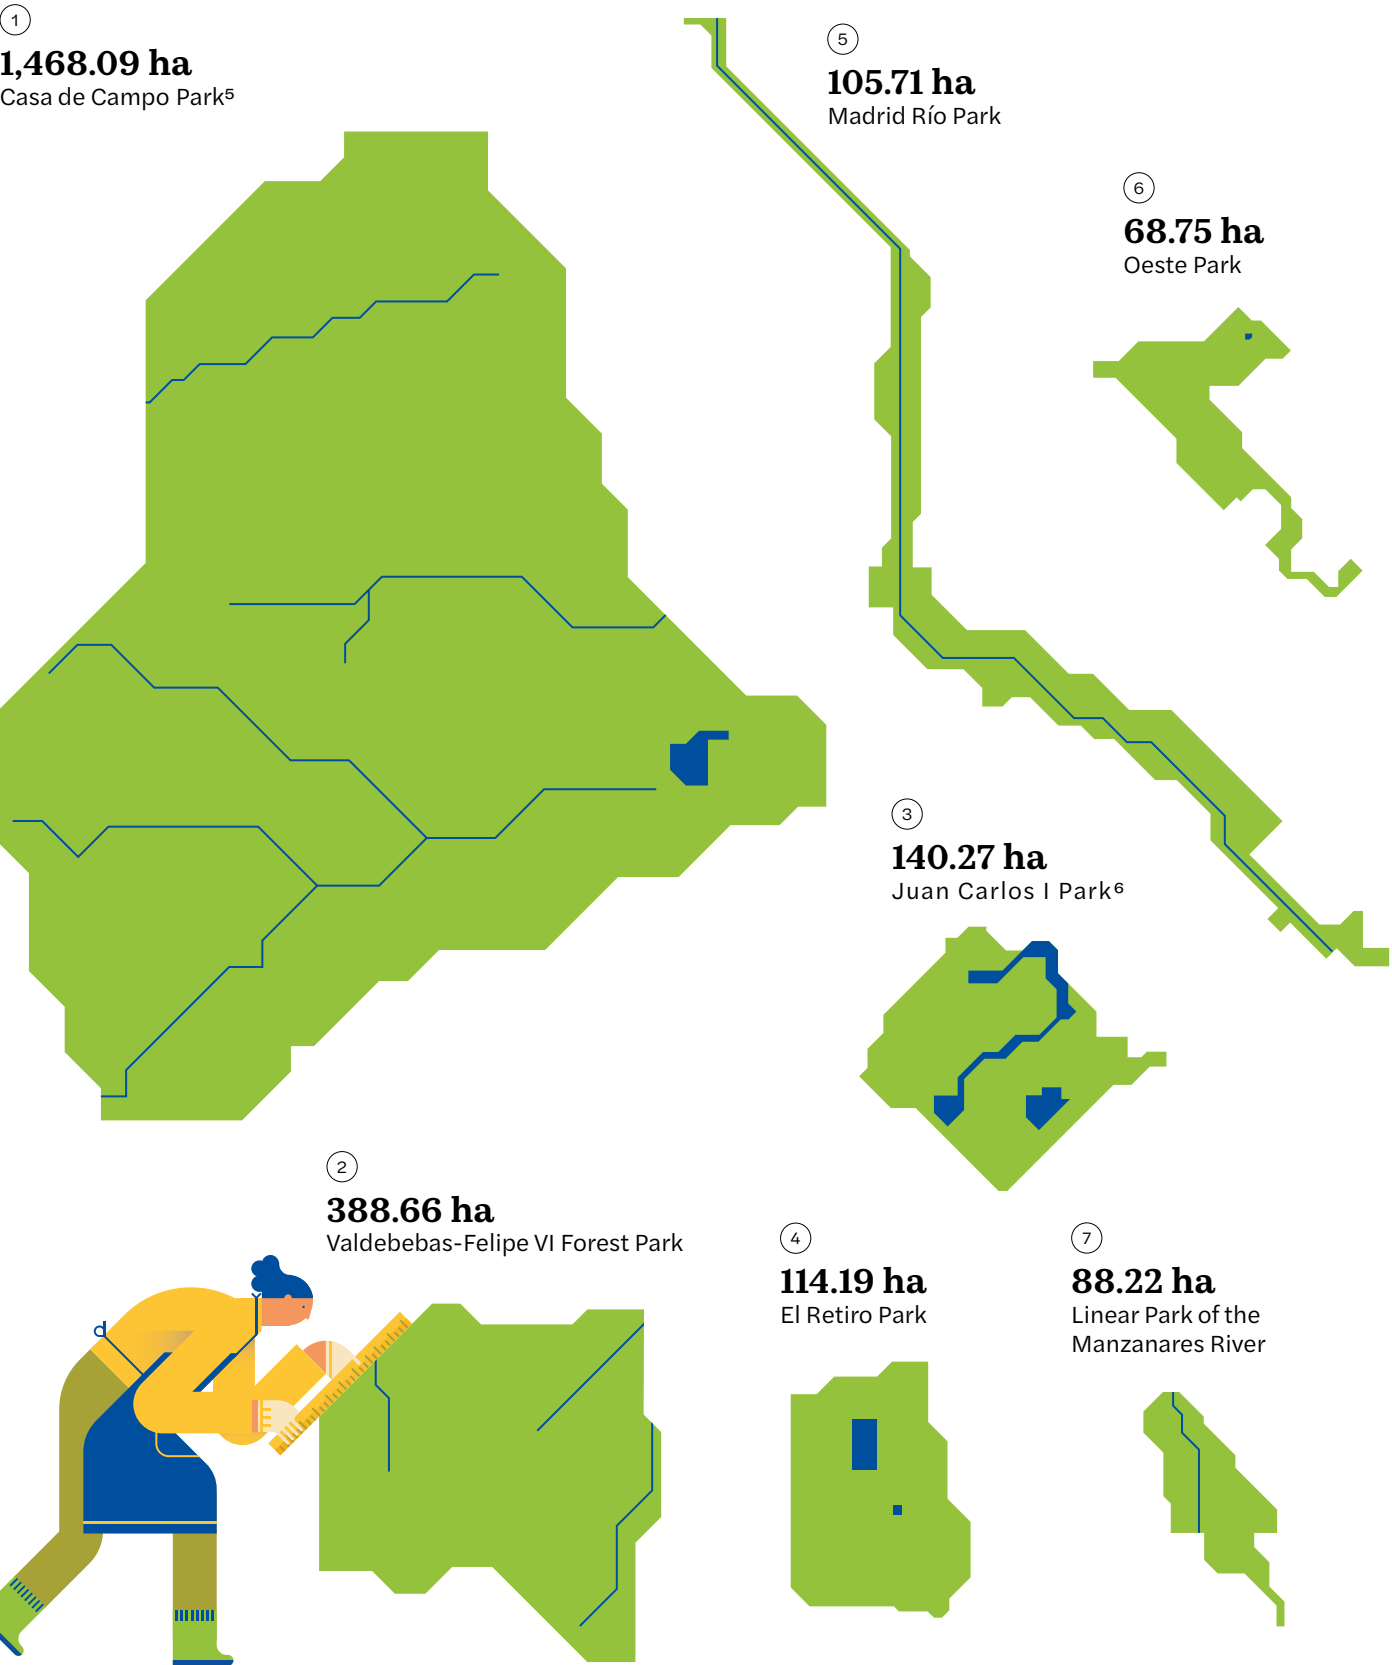 1
1,468.09 ha
Casa de Campo Park⁵
5
105.71 ha
Madrid Río Park
6
68.75 ha
Oeste Park
3
140.27 ha
Juan Carlos I Park⁶
2
388.66 ha
Valdebebas-Felipe VI Forest Park
4
114.19 ha
El Retiro Park
7
88.22 ha
Linear Park of the
Manzanares River